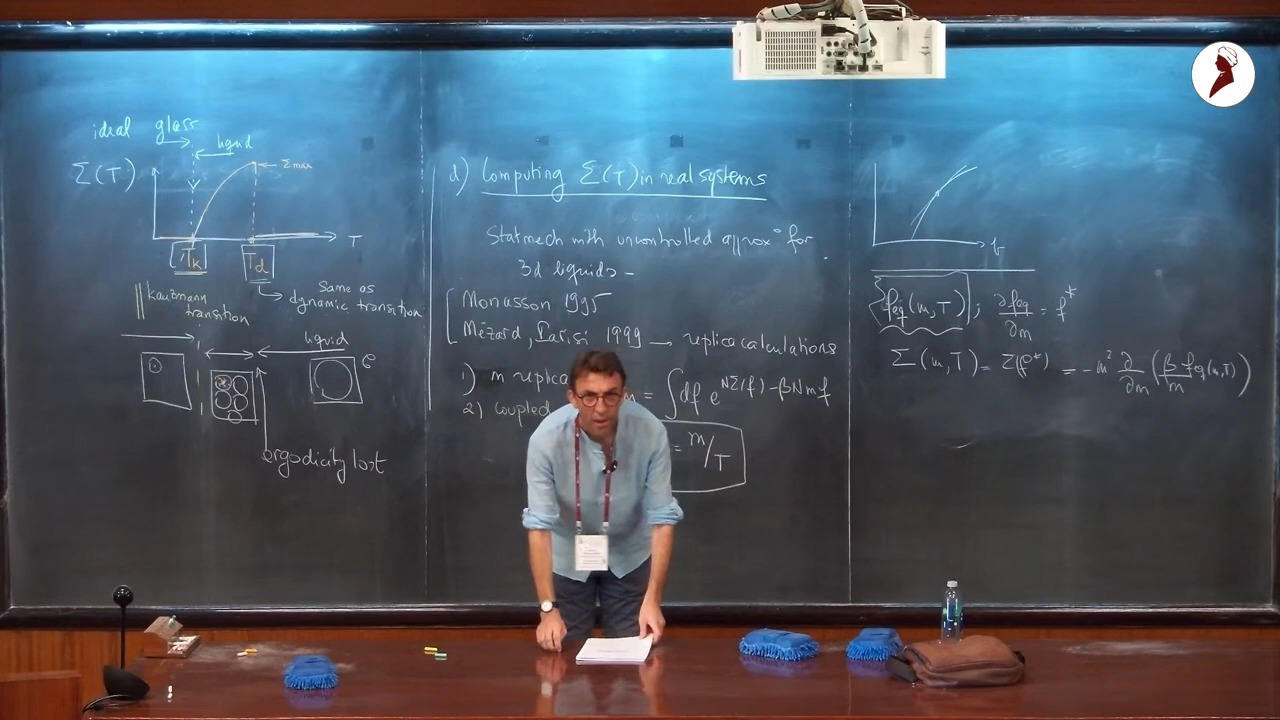 ideal glass
liquid
Σ(T)
Σmax
T
TK
Td
Same as
dynamic transition
Kauzmann
transition
liquid
e
ergodicity lost
d) Computing Σ(T) in real systems
Stat mech with uncontrolled approx° for
3d liquids -
Monasson 1995
Mézard, Parisi 1999 → replica calculations
1) m replica
= ∫df e^{NΣ(f) - βNmf}
2) coupled
= m/T
f
feq(m,T) ; ∂feq/∂m = f*
Σ(m,T) = Σ(f*) = -m² ∂/∂m (β/m feq(m,T))